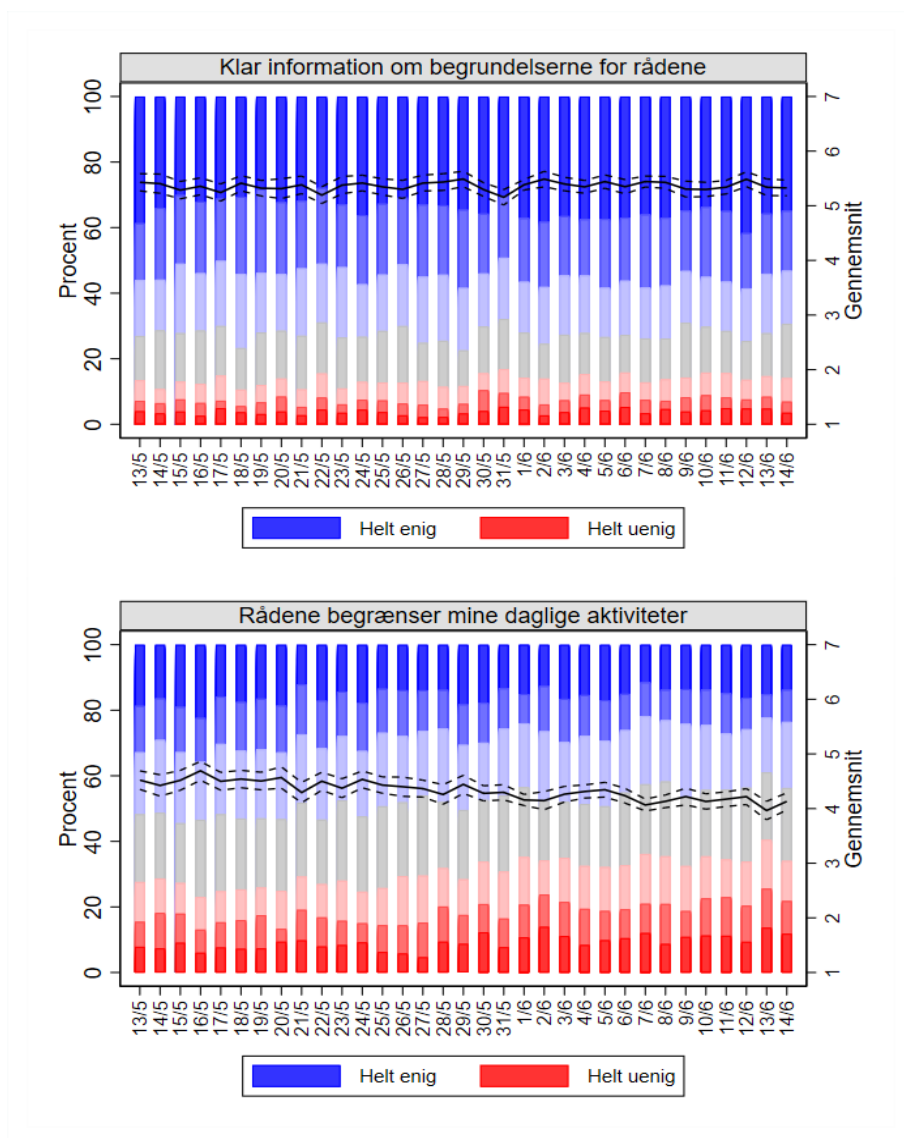 Klar information om begrundelserne for rådene
100
80
60
40
20
0
Procent
7
6
5
4
3
2
1
Gennemsnit
13/5 14/5 15/5 16/5 17/5 18/5 19/5 20/5 21/5 22/5 23/5 24/5 25/5 26/5 27/5 28/5 29/5 30/5 31/5 1/6 2/6 3/6 4/6 5/6 6/6 7/6 8/6 9/6 10/6 11/6 12/6 13/6 14/6
Helt enig Helt uenig
Rådene begrænser mine daglige aktiviteter
100
80
60
40
20
0
Procent
7
6
5
4
3
2
1
Gennemsnit
13/5 14/5 15/5 16/5 17/5 18/5 19/5 20/5 21/5 22/5 23/5 24/5 25/5 26/5 27/5 28/5 29/5 30/5 31/5 1/6 2/6 3/6 4/6 5/6 6/6 7/6 8/6 9/6 10/6 11/6 12/6 13/6 14/6
Helt enig Helt uenig